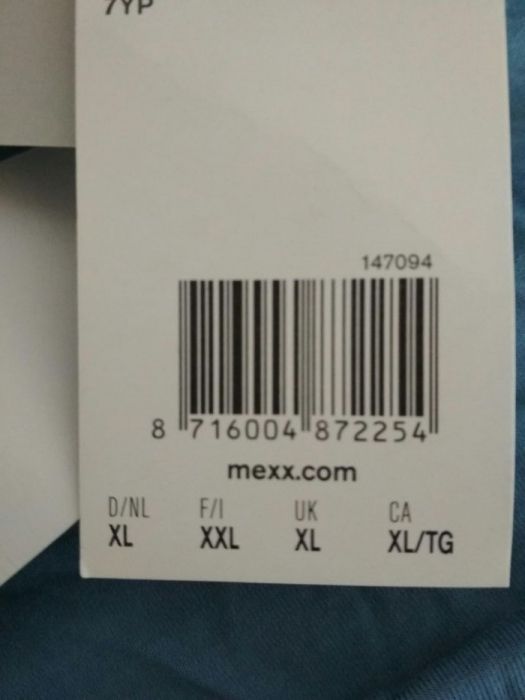 7YP
147094
8 716004 872254
mexx.com
D/NL F/I UK CA
XL XXL XL XL/TG